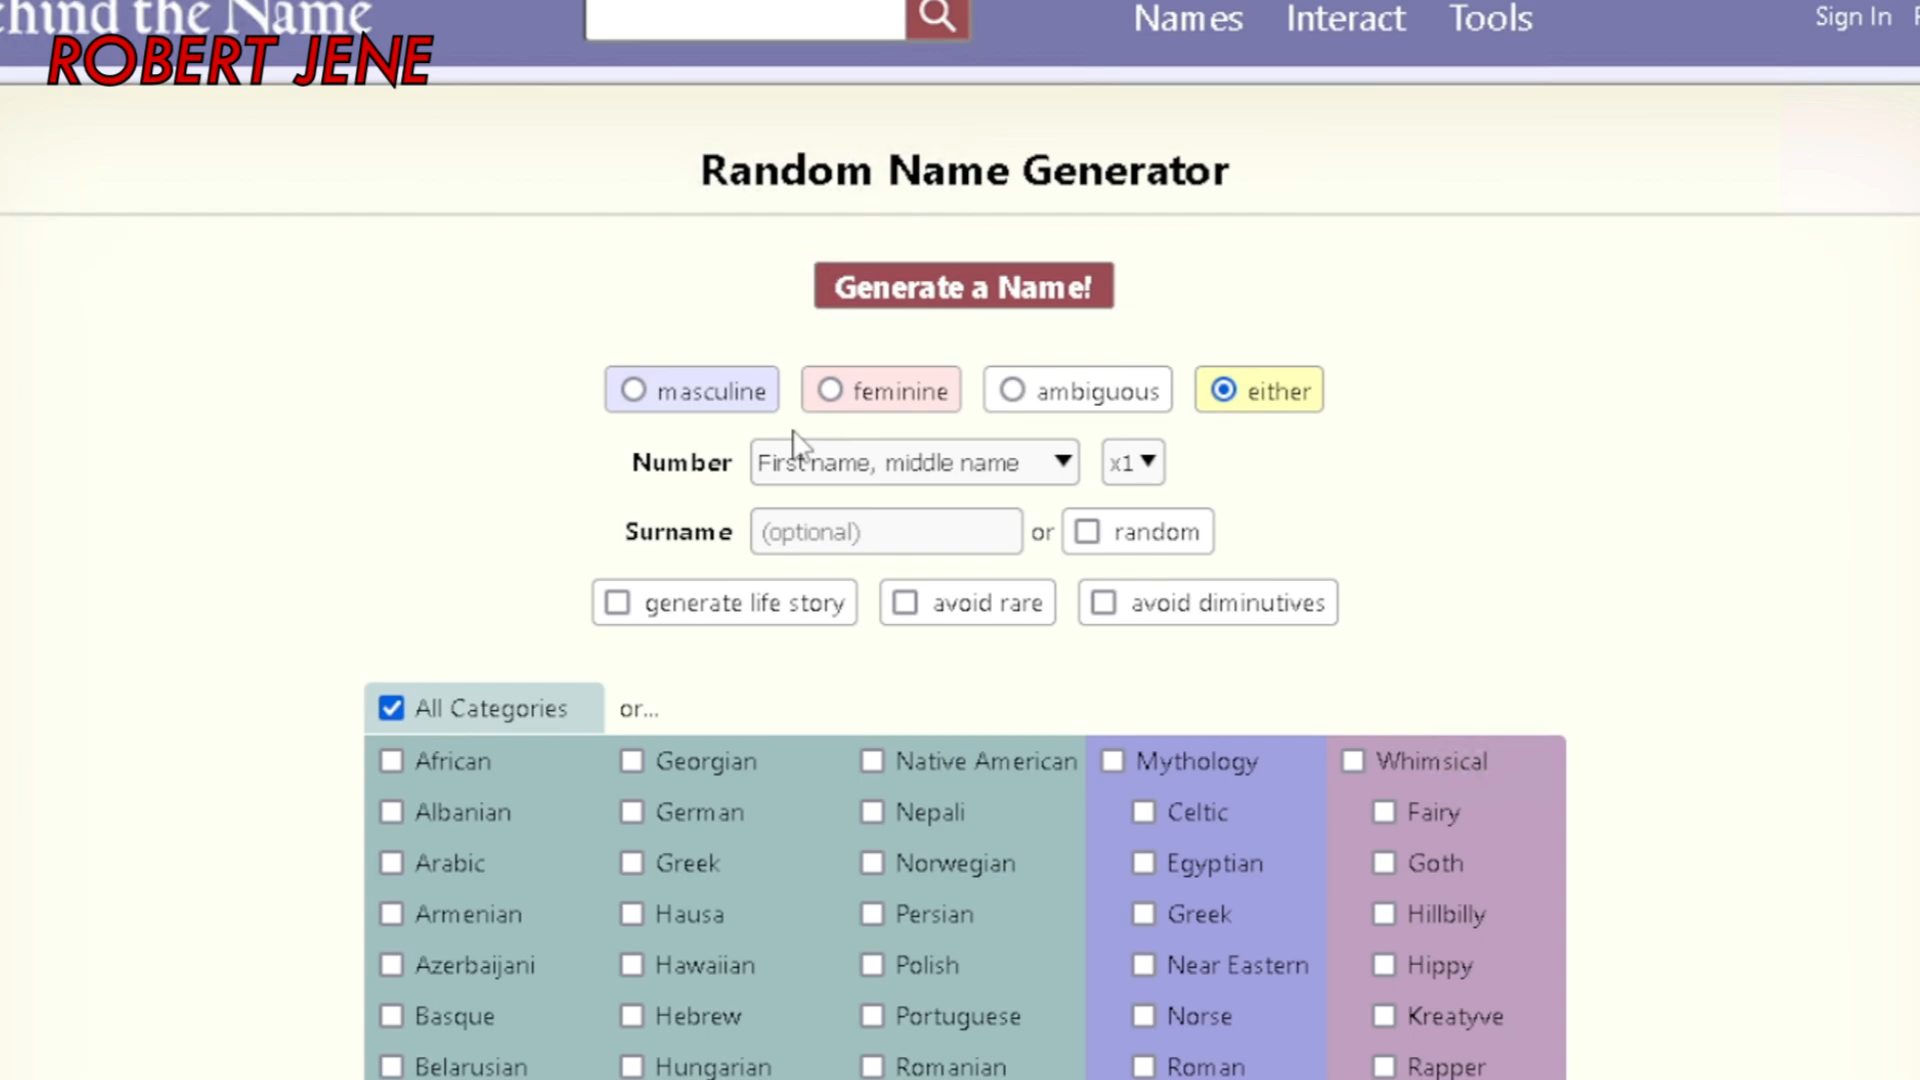 ehind the Name
Names Interact Tools
Sign In
ROBERT JENE
Random Name Generator
Generate a Name!
masculine feminine ambiguous either
Number First name, middle name x1
Surname (optional) or random
generate life story avoid rare avoid diminutives
All Categories or...
African Georgian Native American Mythology Whimsical
Albanian German Nepali Celtic Fairy
Arabic Greek Norwegian Egyptian Goth
Armenian Hausa Persian Greek Hillbilly
Azerbaijani Hawaiian Polish Near Eastern Hippy
Basque Hebrew Portuguese Norse Kreatyve
Belarusian Hungarian Romanian Roman Rapper